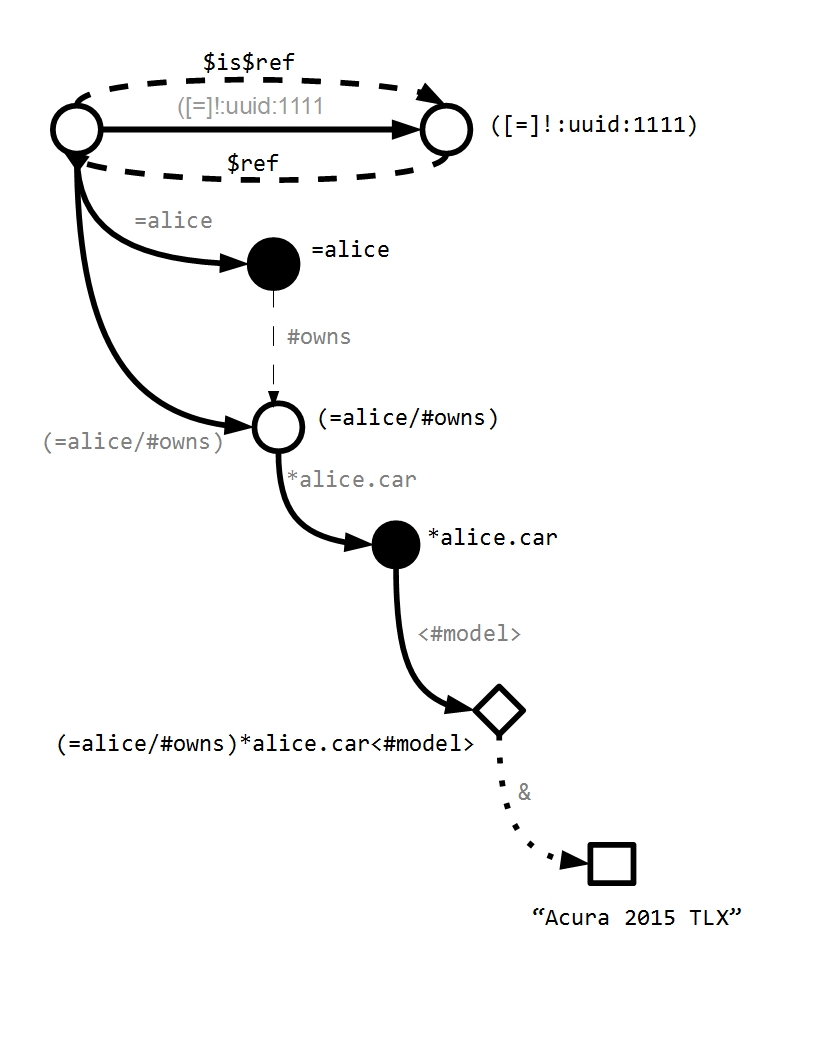 $is$ref
([=]!:uuid:1111
([=]!:uuid:1111)
$ref
=alice
=alice
#owns
(=alice/#owns)
(=alice/#owns)
*alice.car
*alice.car
<#model>
(=alice/#owns)*alice.car<#model>
&
“Acura 2015 TLX”